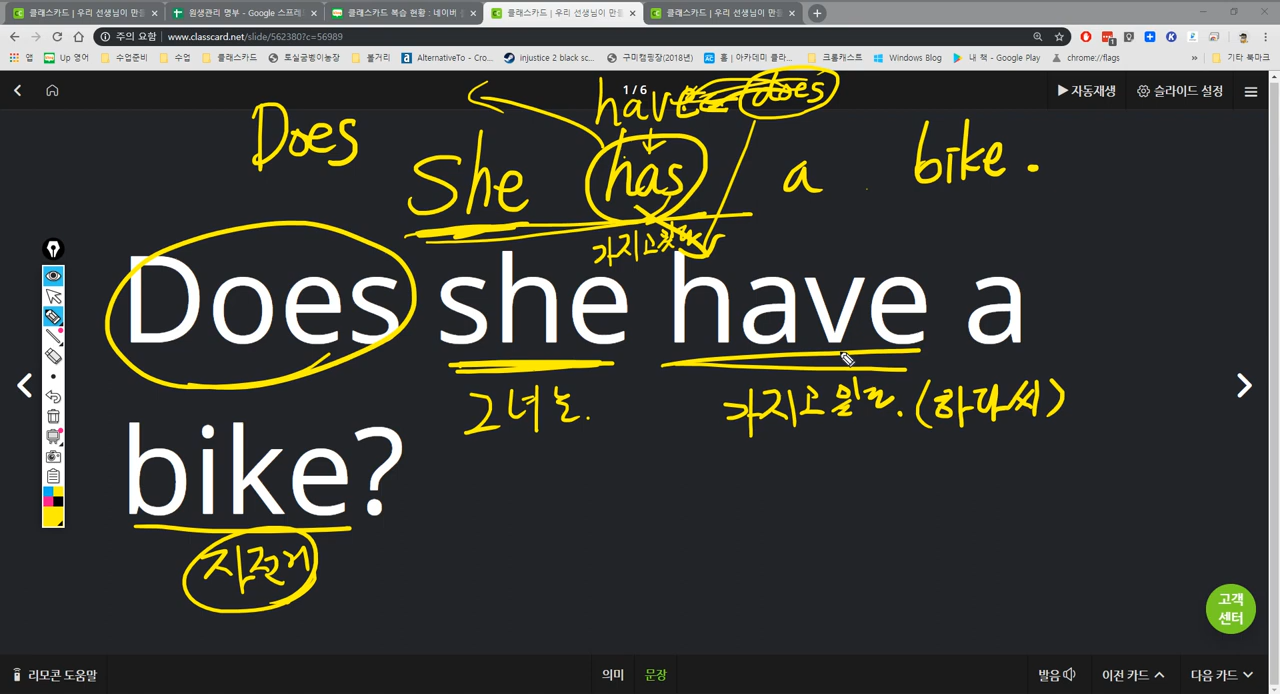 클래스카드 | 우리 선생님이 만든
원생관리 명부 - Google 스프레
클래스카드 복습 현황 : 네이버
클래스카드 | 우리 선생님이 만
클래스카드 | 우리 선생님이 만든
주의 요함 | www.classcard.net/slide/562380?c=56989
앱 Up 영어 수업준비 수업 클래스카드 토실공벙이농장 볼거리 AlternativeTo - Cro... injustice 2 black sc... 구미캠핑장(2018년) 홈 | 아카데미 클라... 크롬캐스트 Windows Blog 내 책 - Google Play chrome://flags » 기타 북마크
1 / 6
자동재생 슬라이드 설정
have does
Does
She has a bike.
가지고
Does she have a
그녀는.
가지고 (하다씨)
bike?
자전거
고객
센터
리모콘 도움말 의미 문장 발음 이전 카드 다음 카드